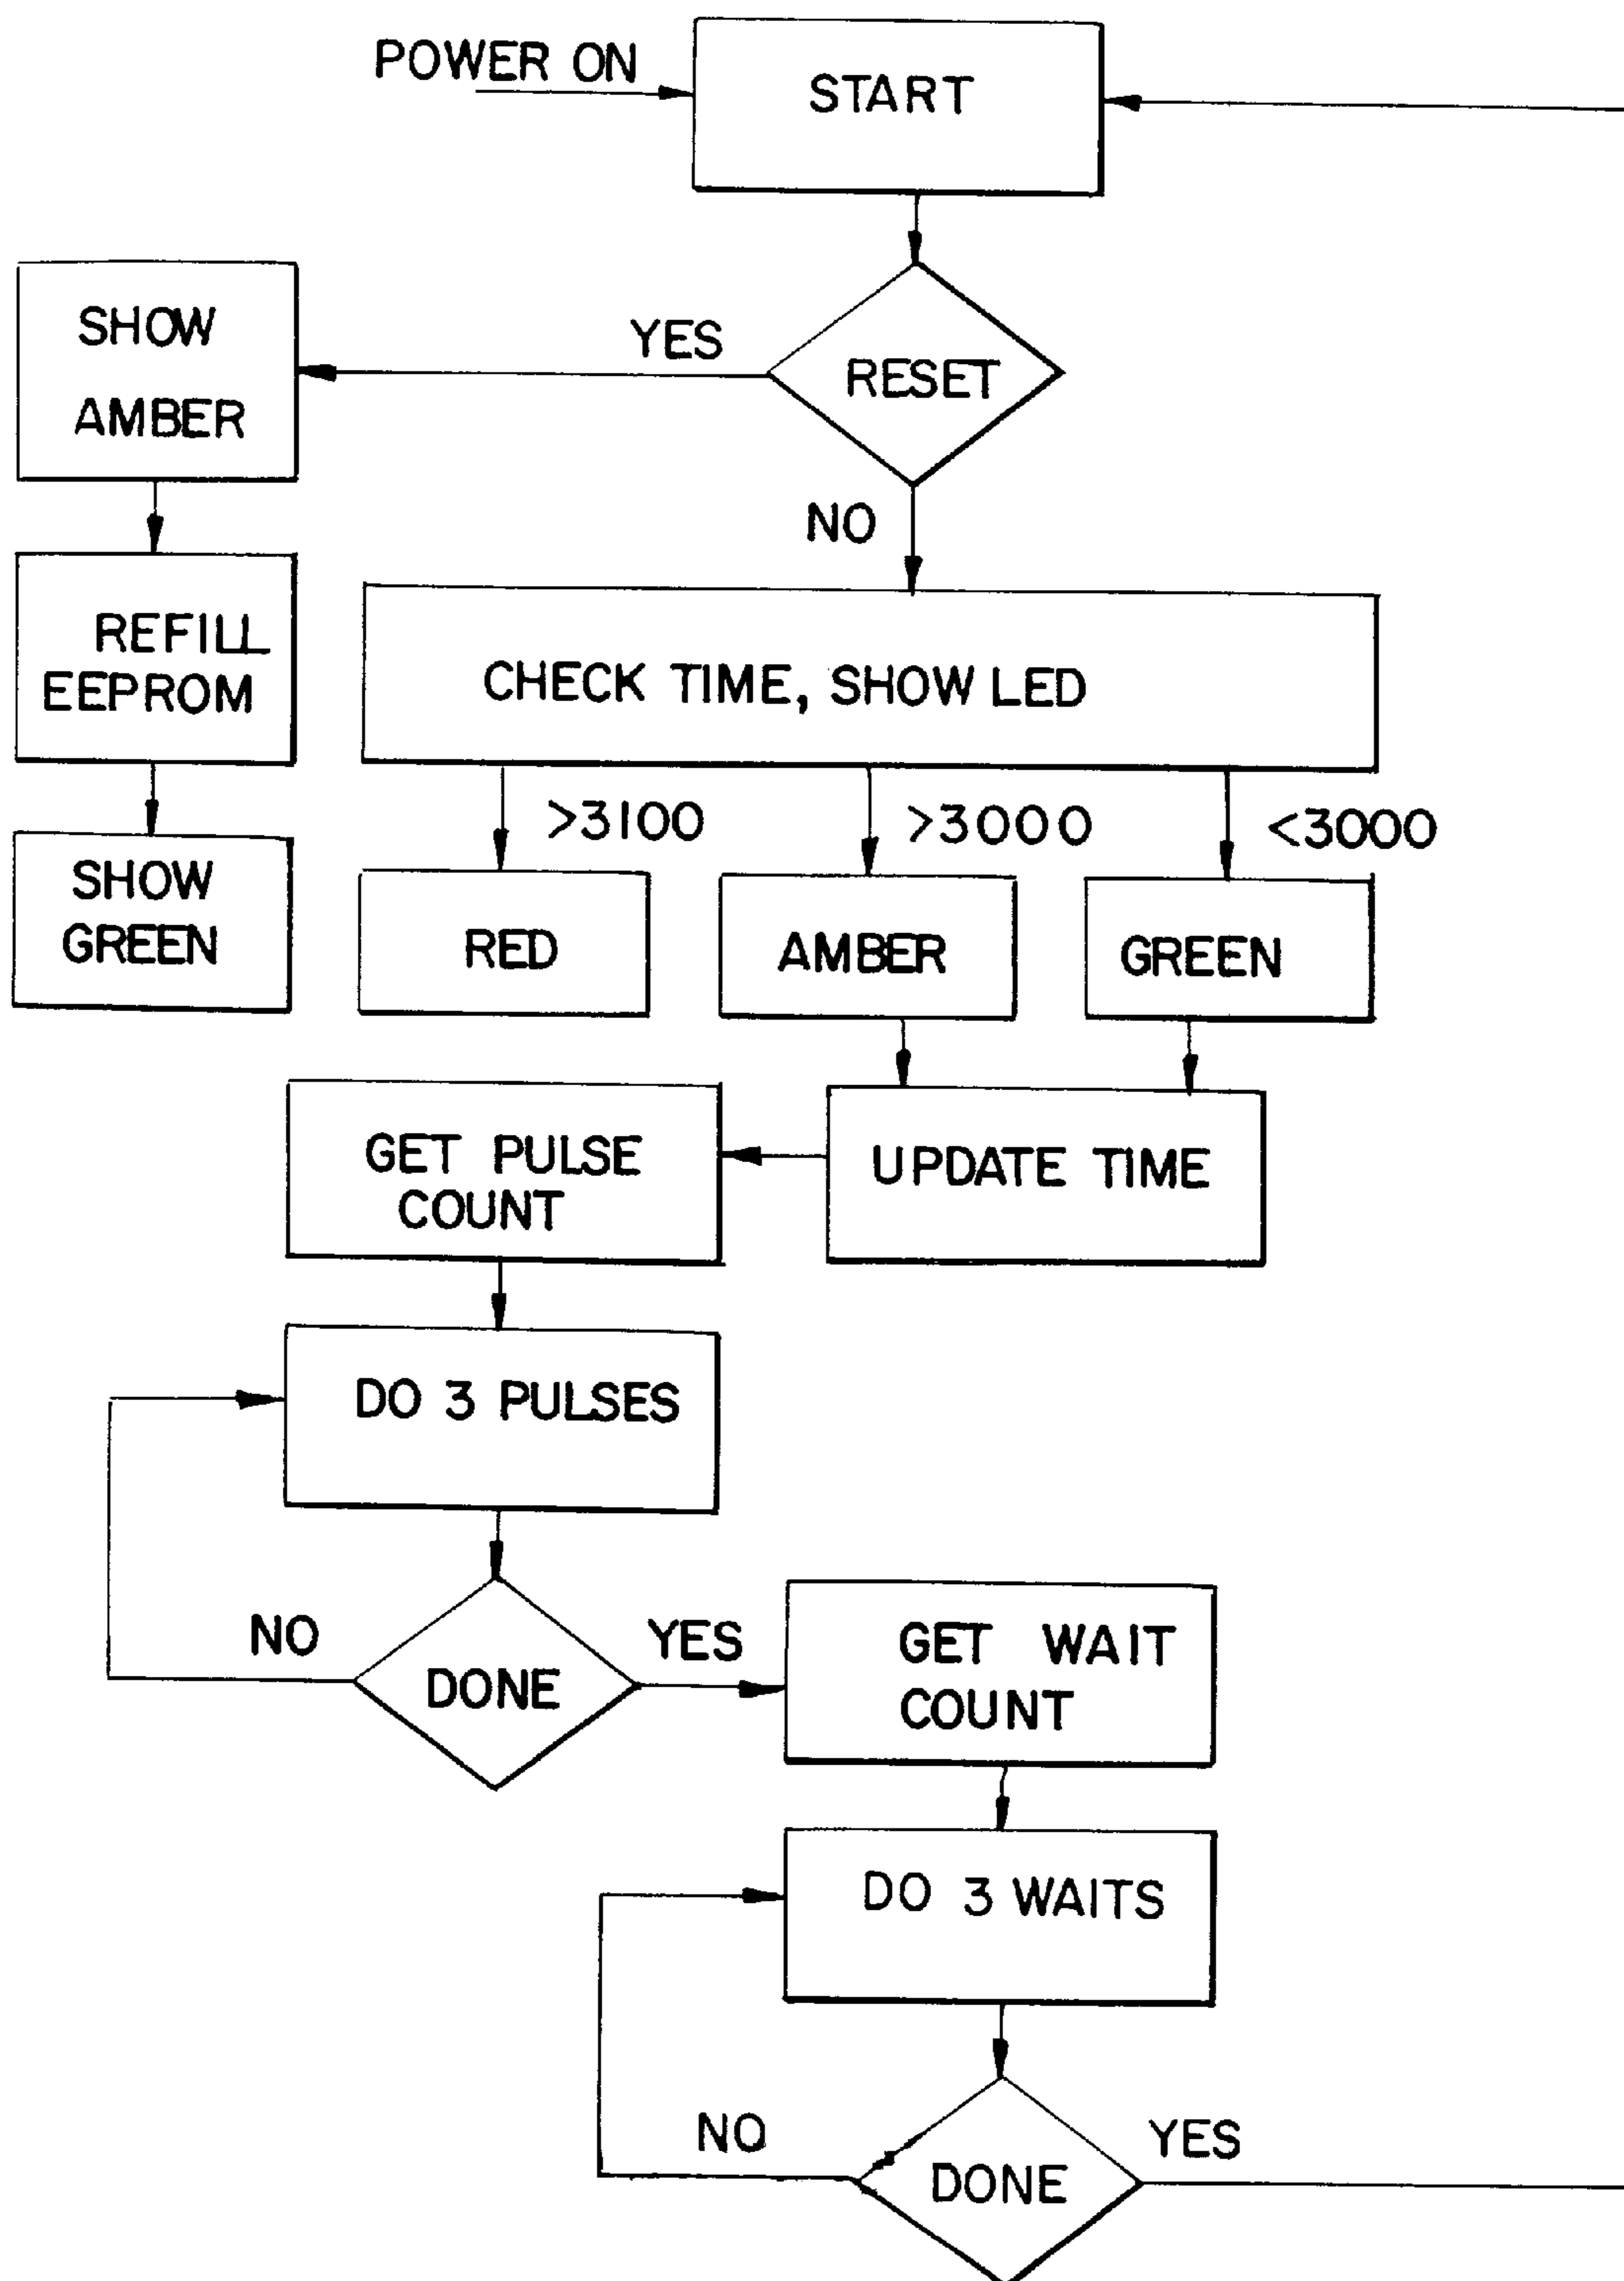 POWER ON
START
SHOW
AMBER
YES
RESET
NO
REFILL
EEPROM
CHECK TIME, SHOW LED
>3100
>3000
<3000
SHOW
GREEN
RED
AMBER
GREEN
GET PULSE
COUNT
UPDATE TIME
DO 3 PULSES
NO
DONE
YES
GET WAIT
COUNT
DO 3 WAITS
NO
DONE
YES